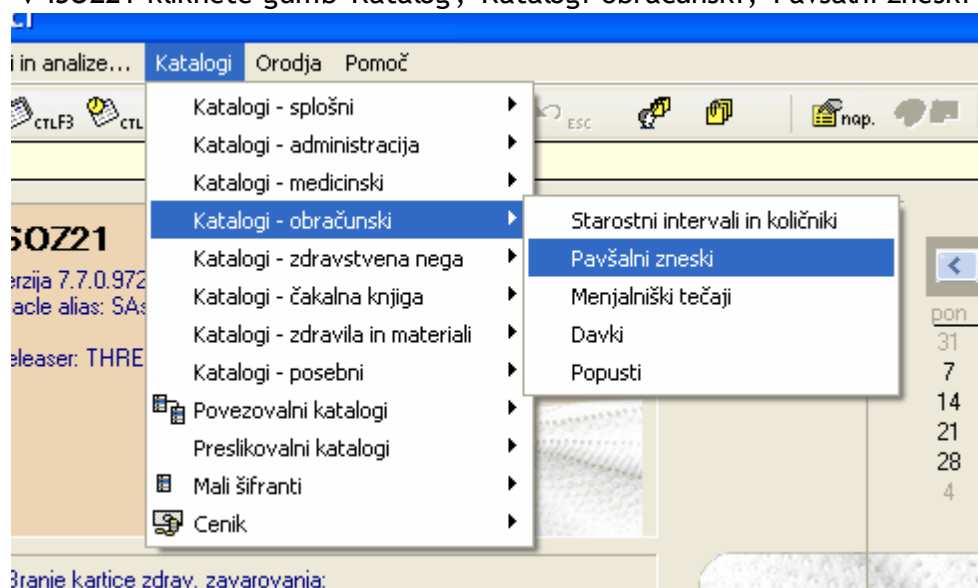 V ISOZ21 kliknete gumb Katalogi, Katalogi obračunski, Pavšalni zneski
i in analize... Katalogi Orodja Pomoč
CTLF3 CTL ESC nap.
Katalogi - splošni
Katalogi - administracija
Katalogi - medicinski
Katalogi - obračunski
Katalogi - zdravstvena nega
Katalogi - čakalna knjiga
Katalogi - zdravila in materiali
Katalogi - posebni
Povezovalni katalogi
Preslikovalni katalogi
Mali šifranti
Cenik
Starostni intervali in količniki
Pavšalni zneski
Menjalniški tečaji
Davki
Popusti
SOZ21
erzija 7.7.0.972
acle alias: SAs
eleaser: THRE
pon
31
7
14
21
28
4
Branje kartice zdrav. zavarovanja: